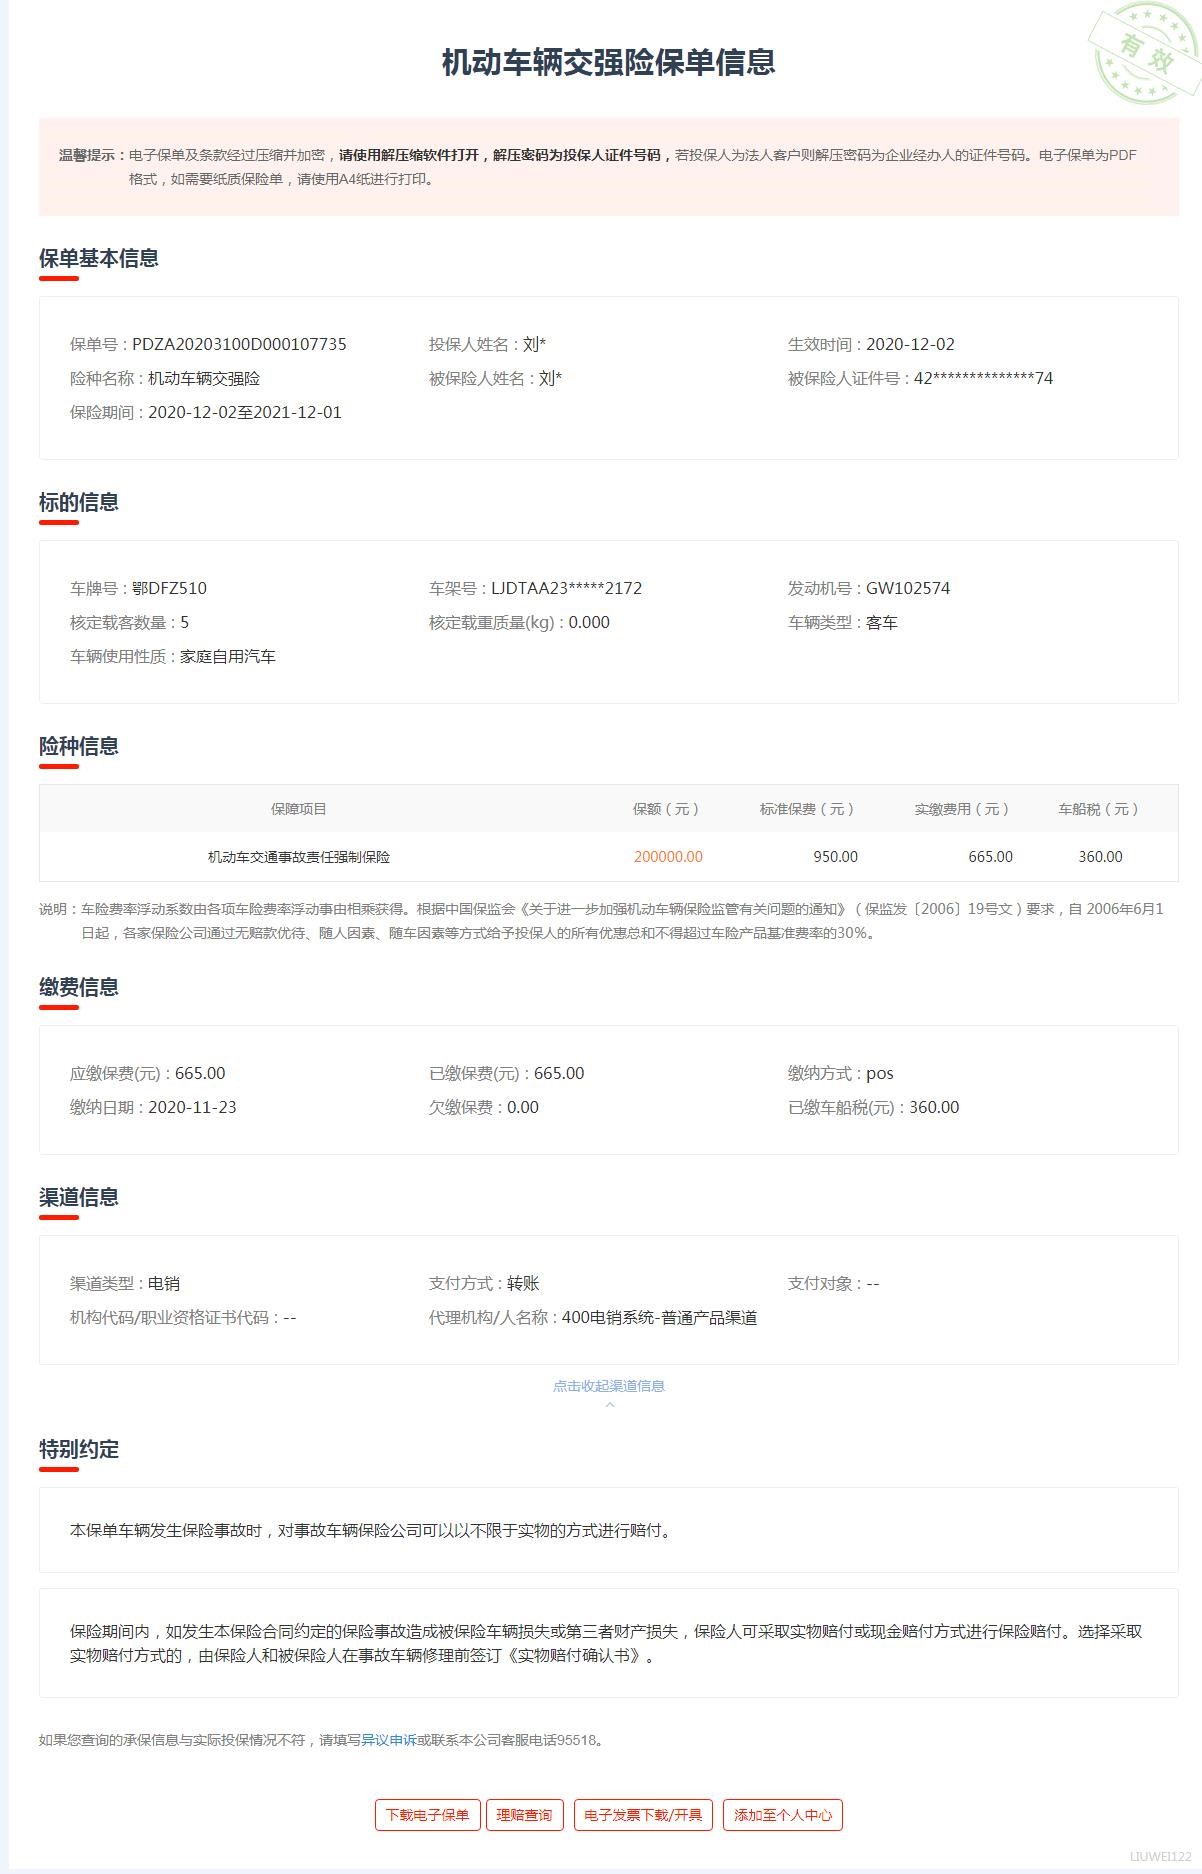 有效
机动车辆交强险保单信息
温馨提示：电子保单及条款经过压缩并加密，请使用解压缩软件打开，解压密码为投保人证件号码，若投保人为法人客户则解压密码为企业经办人的证件号码。电子保单为PDF
格式，如需要纸质保险单，请使用A4纸进行打印。
保单基本信息
保单号：PDZA20203100D000107735 投保人姓名：刘* 生效时间：2020-12-02
险种名称：机动车辆交强险 被保险人姓名：刘* 被保险人证件号：42**************74
保险期间：2020-12-02至2021-12-01
标的信息
车牌号：鄂DFZ510 车架号：LJDTAA23*****2172 发动机号：GW102574
核定载客数量：5 核定载重质量(kg)：0.000 车辆类型：客车
车辆使用性质：家庭自用汽车
险种信息
保障项目 保额（元） 标准保费（元） 实缴费用（元） 车船税（元）
机动车交通事故责任强制保险 200000.00 950.00 665.00 360.00
说明：车险费率浮动系数由各项车险费率浮动事由相乘获得。根据中国保监会《关于进一步加强机动车辆保险监管有关问题的通知》（保监发〔2006〕19号文）要求，自 2006年6月1
日起，各家保险公司通过无赔款优待、随人因素、随车因素等方式给予投保人的所有优惠总和不得超过车险产品基准费率的30%。
缴费信息
应缴保费(元)：665.00 已缴保费(元)：665.00 缴纳方式：pos
缴纳日期：2020-11-23 欠缴保费：0.00 已缴车船税(元)：360.00
渠道信息
渠道类型：电销 支付方式：转账 支付对象：--
机构代码/职业资格证书代码：-- 代理机构/人名称：400电销系统-普通产品渠道
点击收起渠道信息
特别约定
本保单车辆发生保险事故时，对事故车辆保险公司可以以不限于实物的方式进行赔付。
保险期间内，如发生本保险合同约定的保险事故造成被保险车辆损失或第三者财产损失，保险人可采取实物赔付或现金赔付方式进行保险赔付。选择采取
实物赔付方式的，由保险人和被保险人在事故车辆修理前签订《实物赔付确认书》。
如果您查询的承保信息与实际投保情况不符，请填写异议申诉或联系本公司客服电话95518。
下载电子保单 理赔查询 电子发票下载/开具 添加至个人中心
LIUWEI122